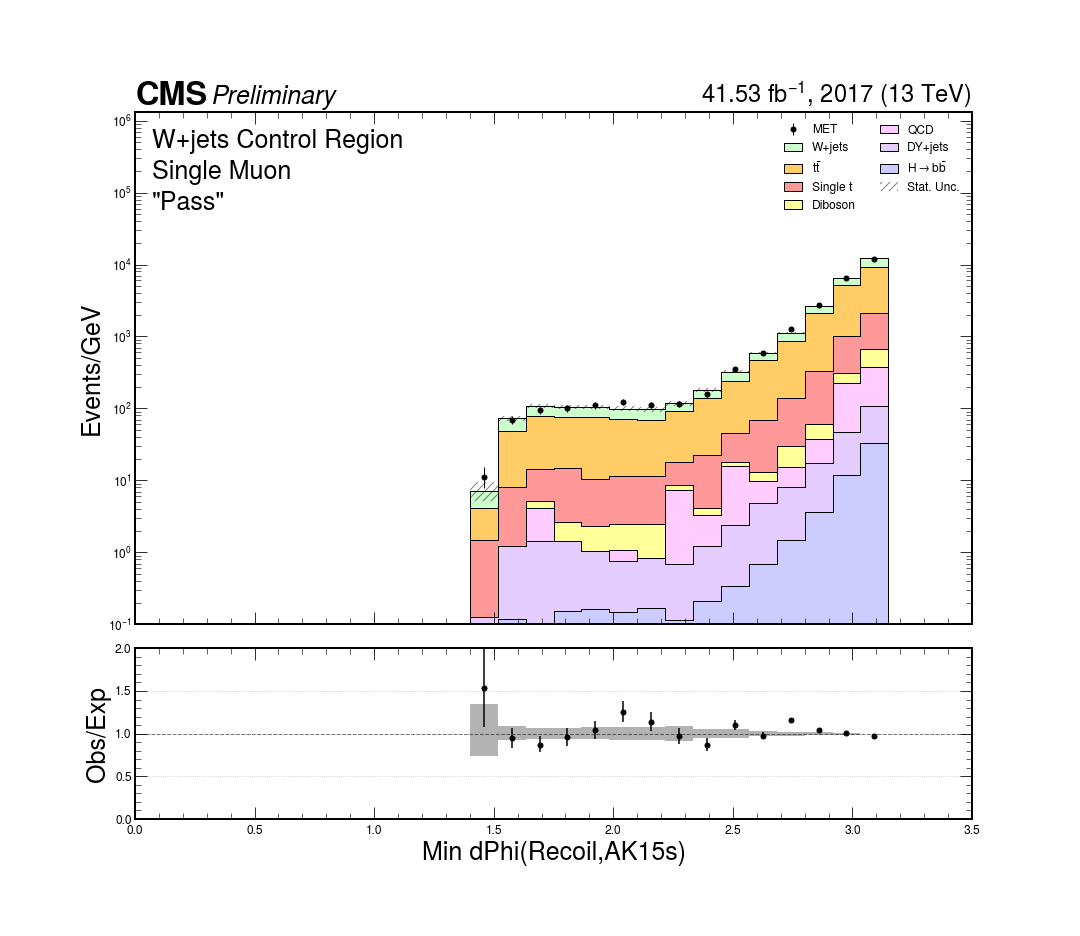 CMS Preliminary
41.53 fb⁻¹, 2017 (13 TeV)
W+jets Control Region
Single Muon
"Pass"
MET
W+jets
tt̄
Single t
Diboson
QCD
DY+jets
H→bb̄
Stat. Unc.
Events/GeV
10⁶
10⁵
10⁴
10³
10²
10¹
10⁰
10⁻¹
Obs/Exp
2.0
1.5
1.0
0.5
0.0
0.0 0.5 1.0 1.5 2.0 2.5 3.0 3.5
Min dPhi(Recoil,AK15s)